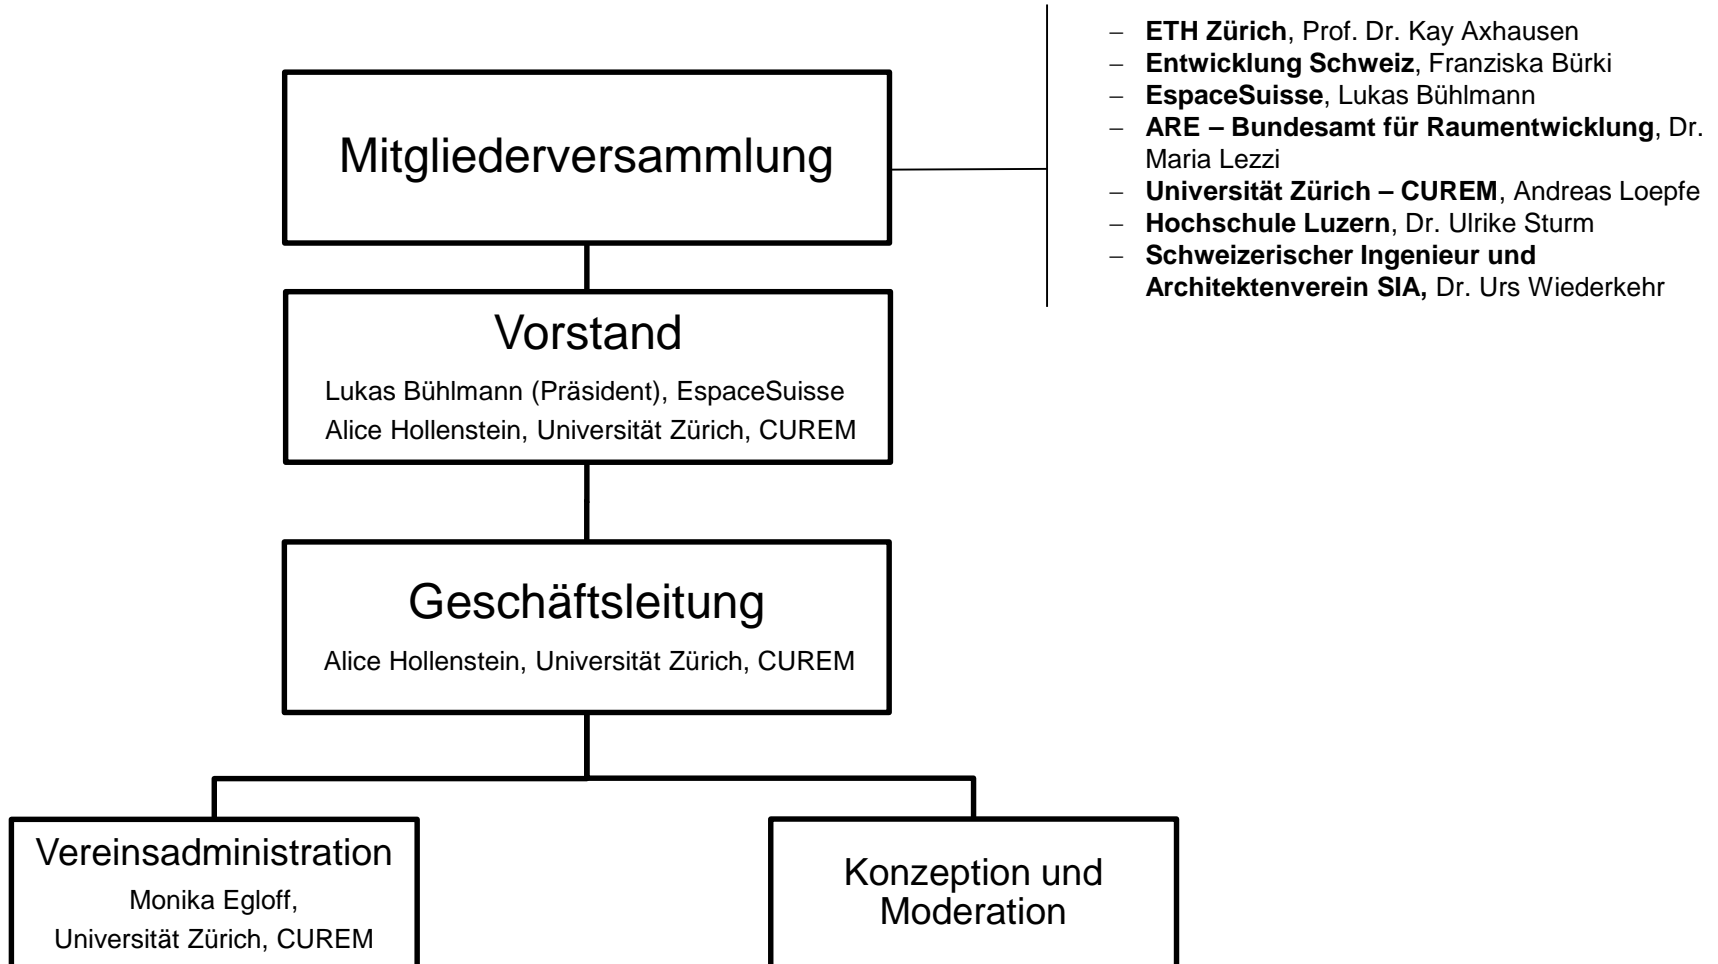 – ETH Zürich, Prof. Dr. Kay Axhausen
– Entwicklung Schweiz, Franziska Bürki
– EspaceSuisse, Lukas Bühlmann
– ARE – Bundesamt für Raumentwicklung, Dr.
Maria Lezzi
– Universität Zürich – CUREM, Andreas Loepfe
– Hochschule Luzern, Dr. Ulrike Sturm
– Schweizerischer Ingenieur und
Architektenverein SIA, Dr. Urs Wiederkehr
Mitgliederversammlung
Vorstand
Lukas Bühlmann (Präsident), EspaceSuisse
Alice Hollenstein, Universität Zürich, CUREM
Geschäftsleitung
Alice Hollenstein, Universität Zürich, CUREM
Vereinsadministration
Monika Egloff,
Universität Zürich, CUREM
Konzeption und
Moderation